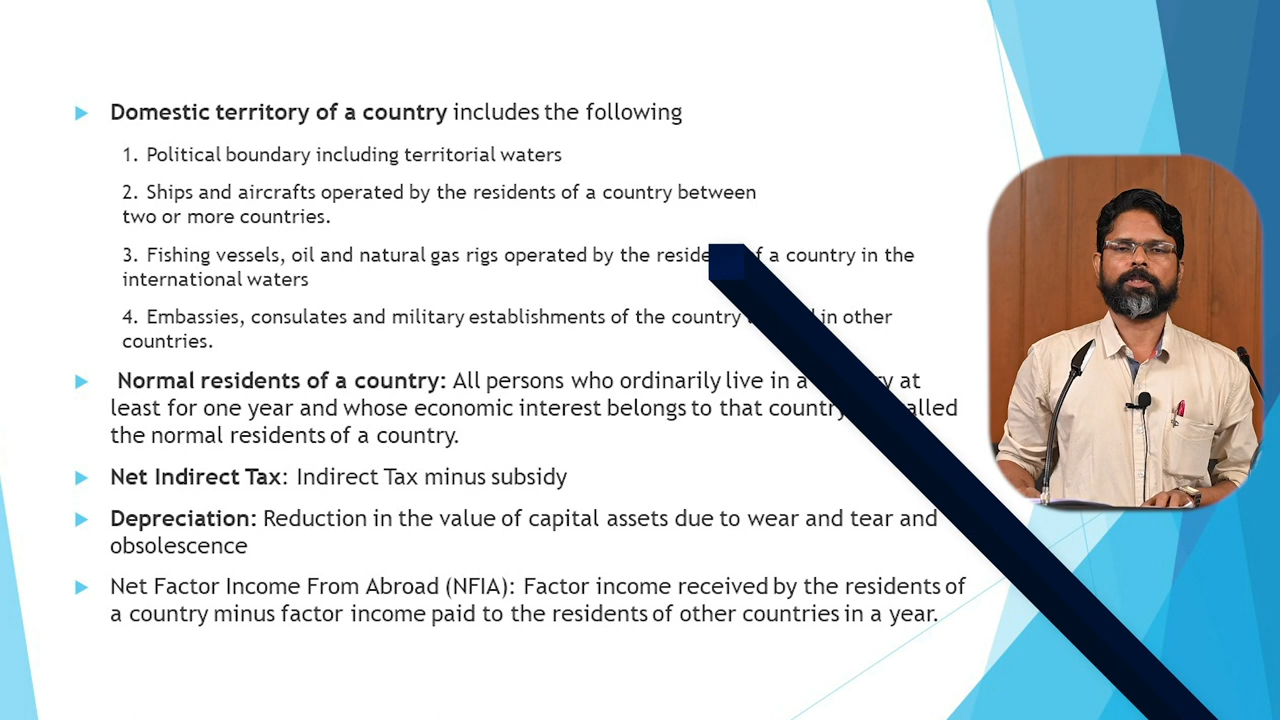 Domestic territory of a country includes the following
1. Political boundary including territorial waters
2. Ships and aircrafts operated by the residents of a country between
two or more countries.
3. Fishing vessels, oil and natural gas rigs operated by the of a country in the
international waters
4. Embassies, consulates and military establishments of the country in other
countries.
Normal residents of a country: All persons who ordinarily live in a at
least for one year and whose economic interest belongs to that country
the normal residents of a country.
Net Indirect Tax: Indirect Tax minus subsidy
Depreciation: Reduction in the value of capital assets due to wear and tear and
obsolescence
Net Factor Income From Abroad (NFIA): Factor income received by the residents of
a country minus factor income paid to the residents of other countries in a year.